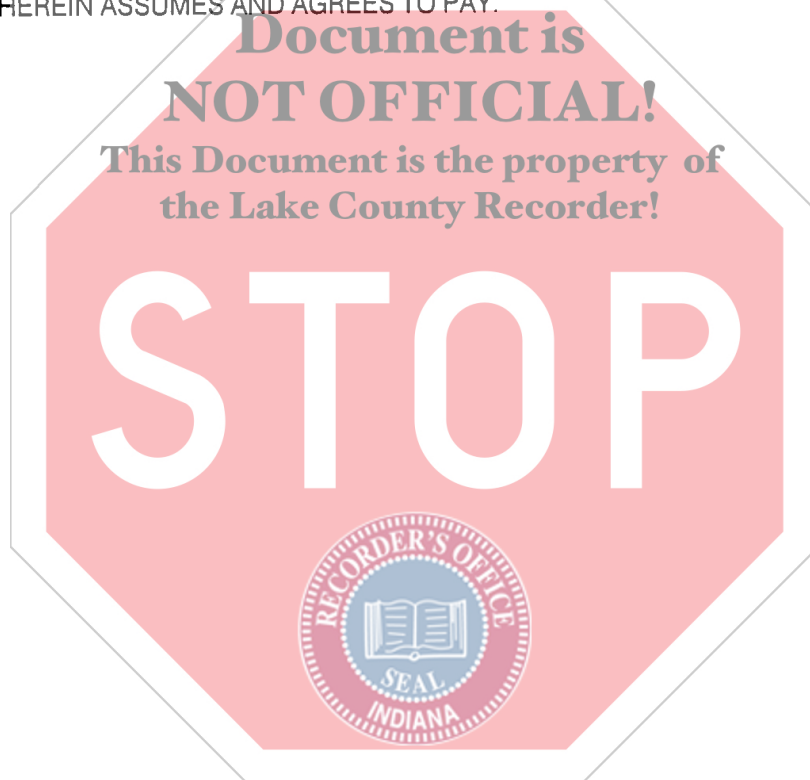 HEREIN ASSUMES AND AGREES TO PAY.
Document is
NOT OFFICIAL!
This Document is the property of
the Lake County Recorder!
STOP
RECORDER'S OFFICE
SEAL
INDIANA